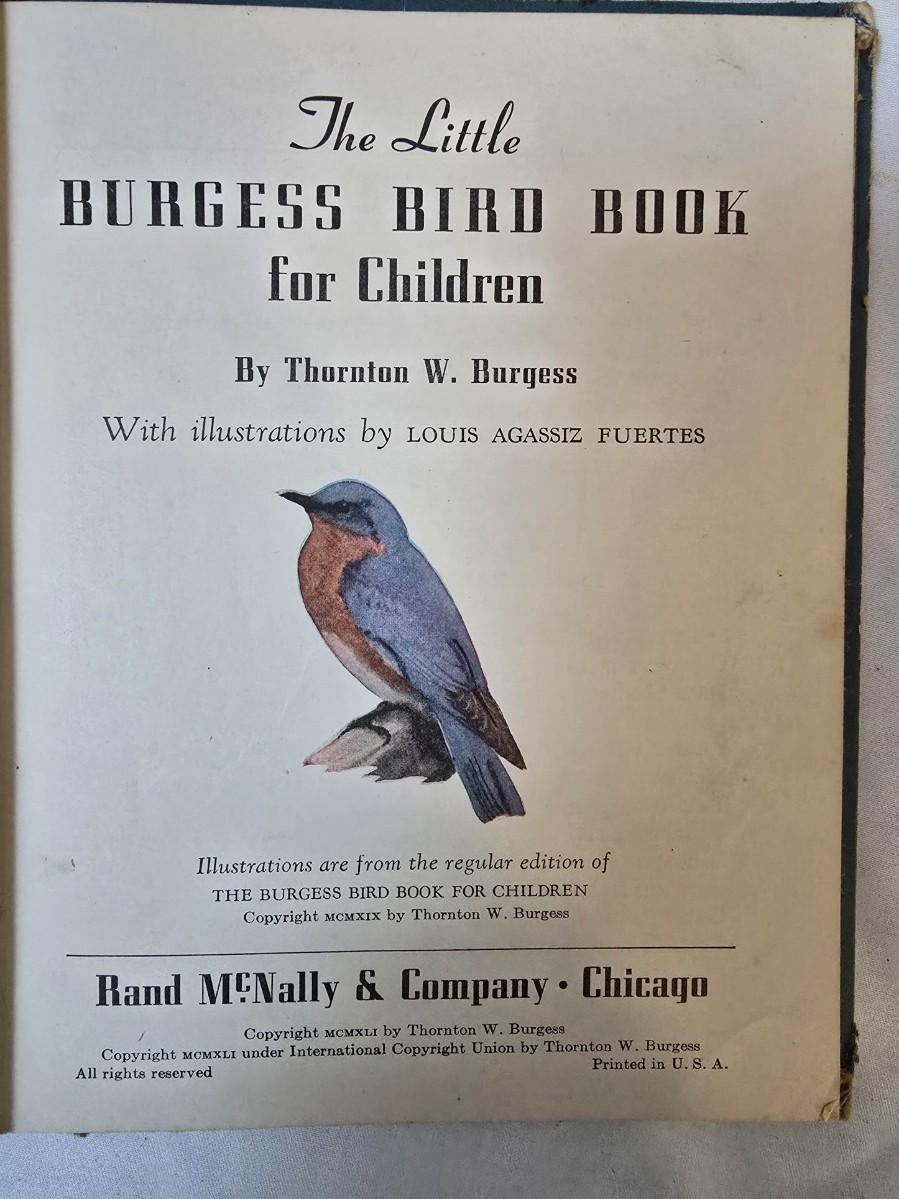 The Little
BURGESS BIRD BOOK
for Children
By Thornton W. Burgess
With illustrations by LOUIS AGASSIZ FUERTES
Illustrations are from the regular edition of
THE BURGESS BIRD BOOK FOR CHILDREN
Copyright MCMXIX by Thornton W. Burgess
Rand McNally & Company · Chicago
Copyright MCMXLI by Thornton W. Burgess
Copyright MCMXLI under International Copyright Union by Thornton W. Burgess
All rights reserved Printed in U. S. A.